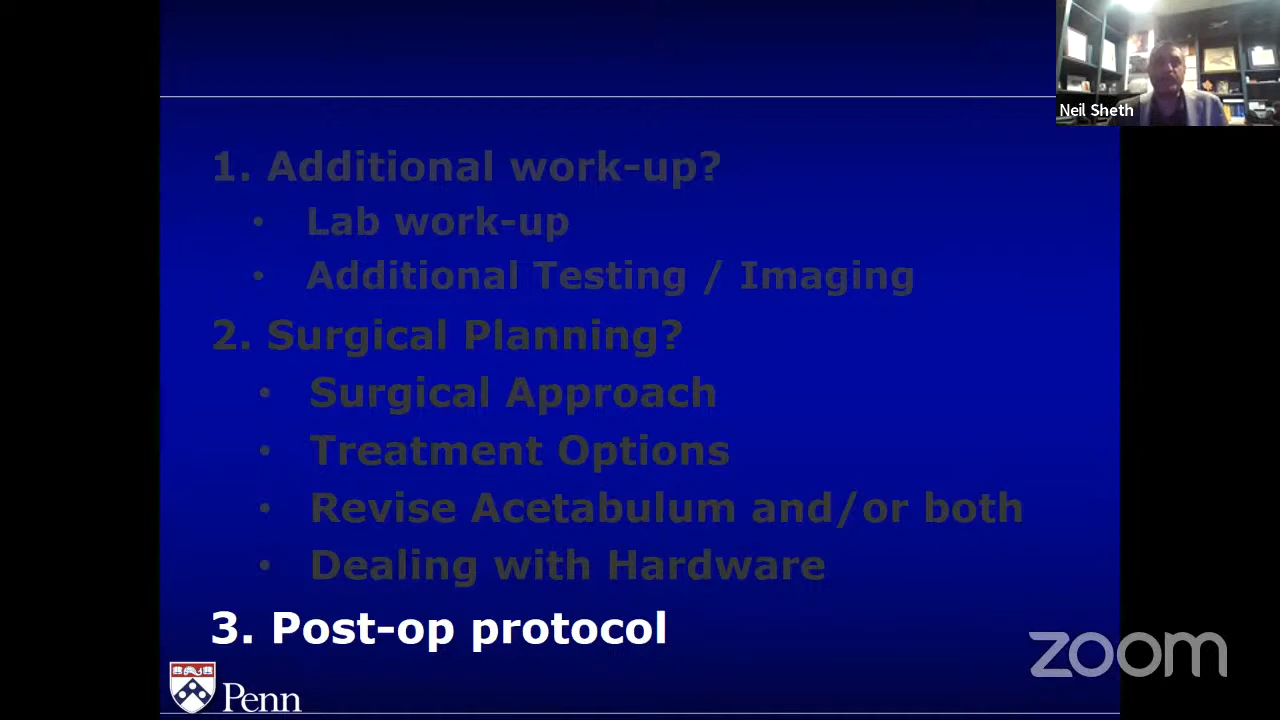 Neil Sheth
1. Additional work-up?
• Lab work-up
• Additional Testing / Imaging
2. Surgical Planning?
• Surgical Approach
• Treatment Options
• Revise Acetabulum and/or both
• Dealing with Hardware
3. Post-op protocol
zoom
Penn